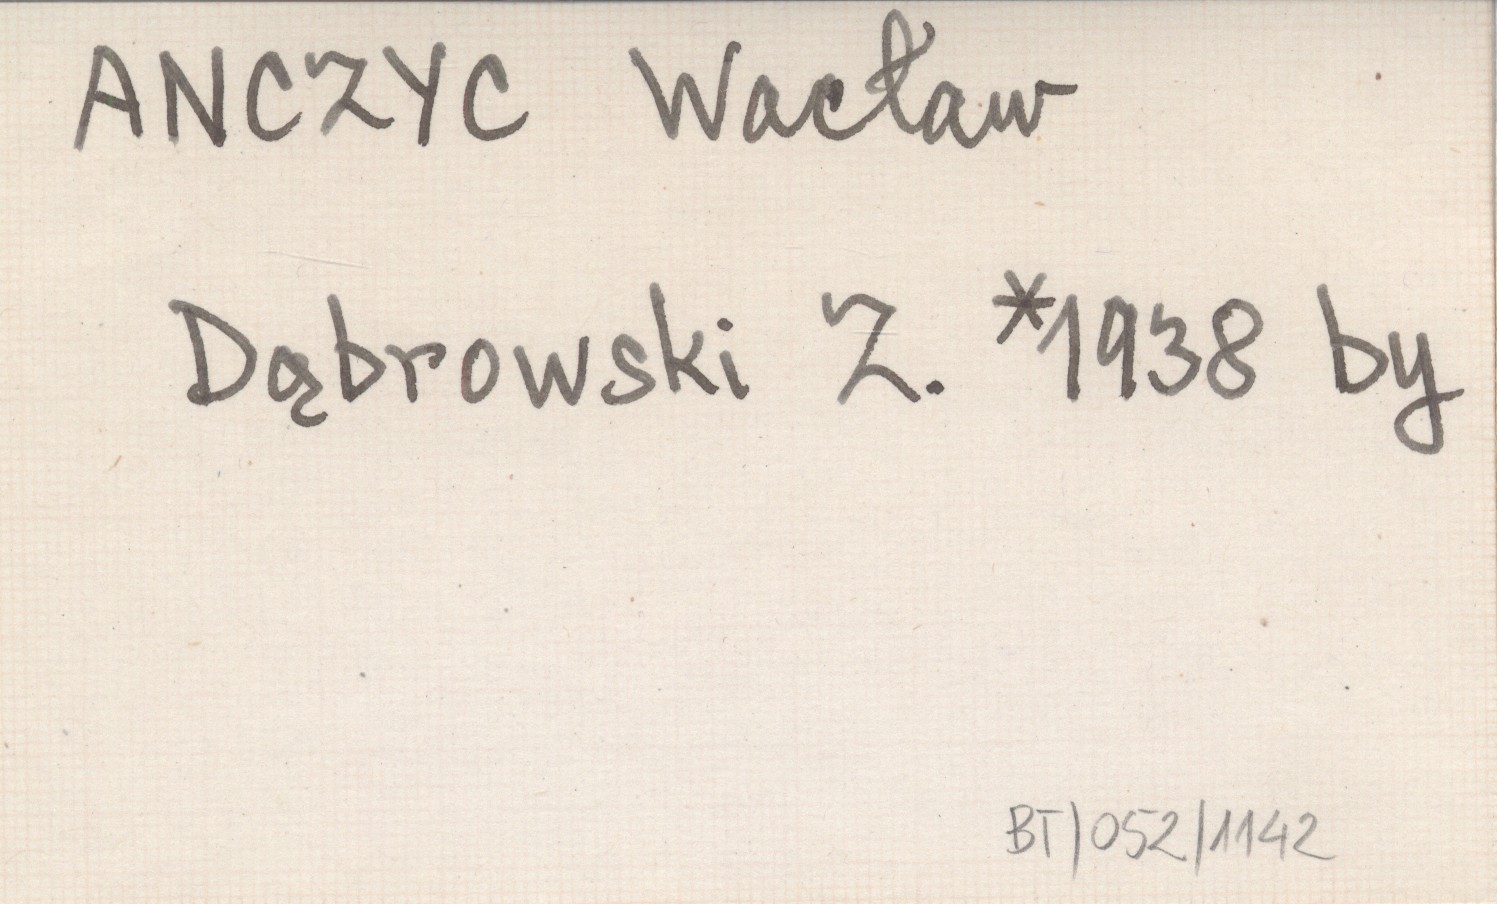 ANCZYC Wacław
Dąbrowski Z. *1938 by
BT/052/1142